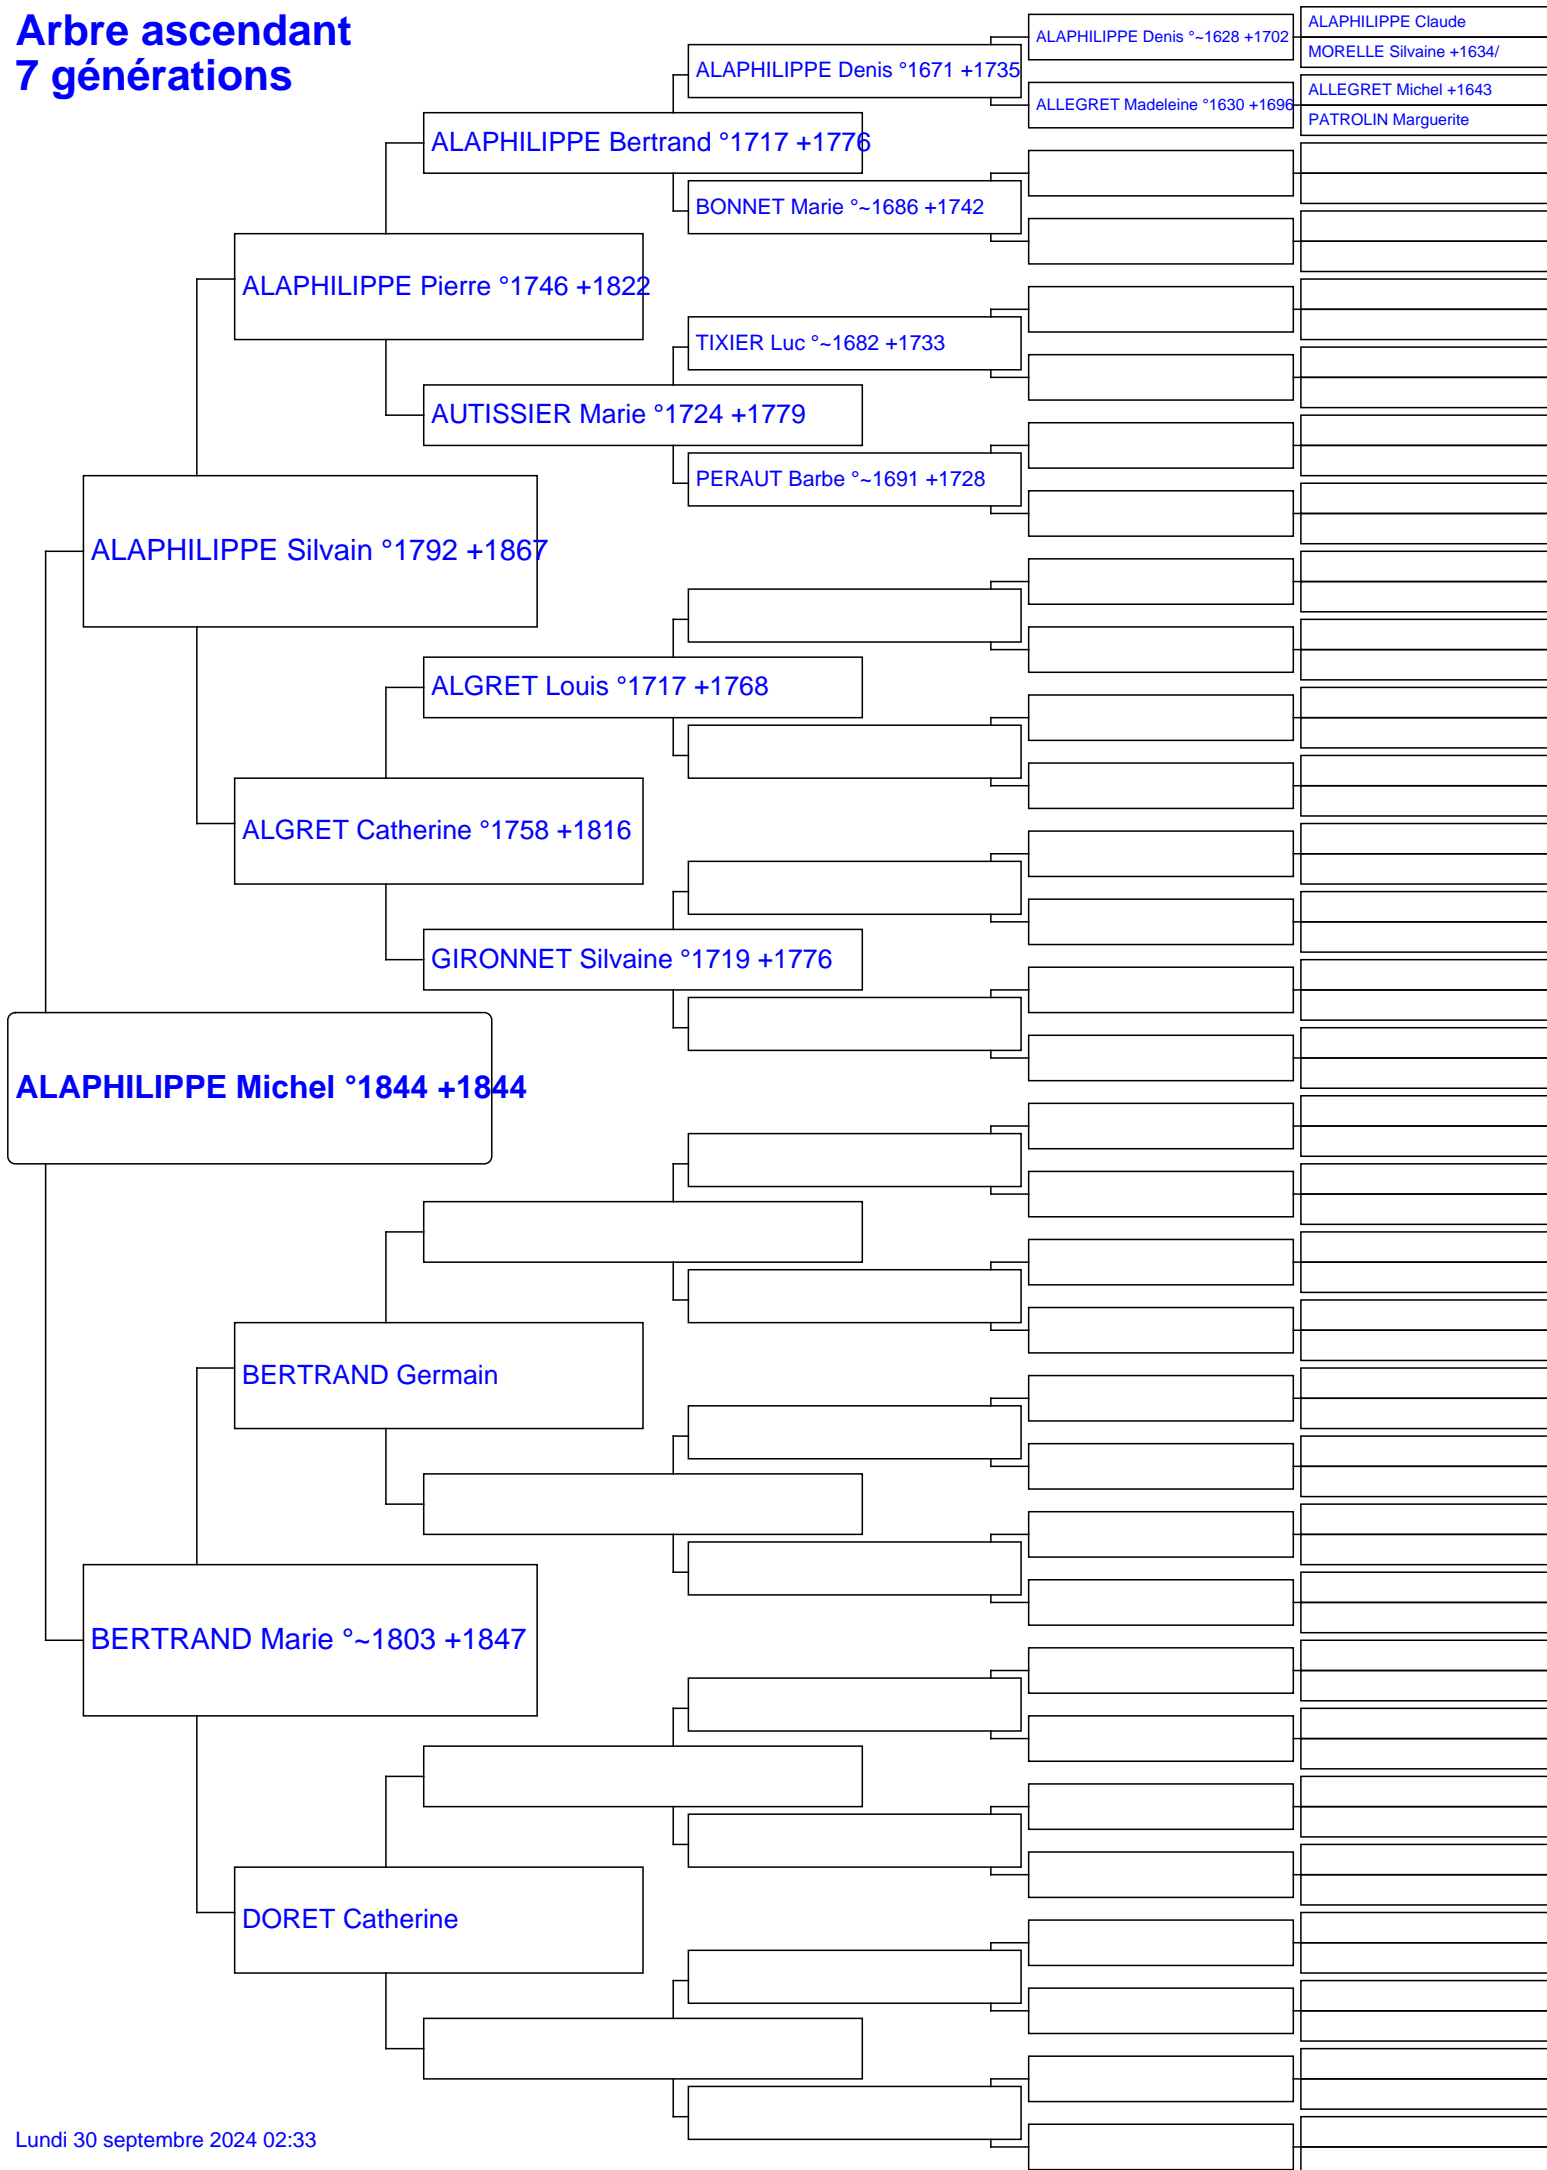 Arbre ascendant
7 générations
ALAPHILIPPE Claude
ALAPHILIPPE Denis °~1628 +1702
MORELLE Silvaine +1634/
ALAPHILIPPE Denis °1671 +1735
ALLEGRET Michel +1643
ALLEGRET Madeleine °1630 +1696
PATROLIN Marguerite
ALAPHILIPPE Bertrand °1717 +1776
BONNET Marie °~1686 +1742
ALAPHILIPPE Pierre °1746 +1822
TIXIER Luc °~1682 +1733
AUTISSIER Marie °1724 +1779
PERAUT Barbe °~1691 +1728
ALAPHILIPPE Silvain °1792 +1867
ALGRET Louis °1717 +1768
ALGRET Catherine °1758 +1816
GIRONNET Silvaine °1719 +1776
ALAPHILIPPE Michel °1844 +1844
BERTRAND Germain
BERTRAND Marie °~1803 +1847
DORET Catherine
Lundi 30 septembre 2024 02:33